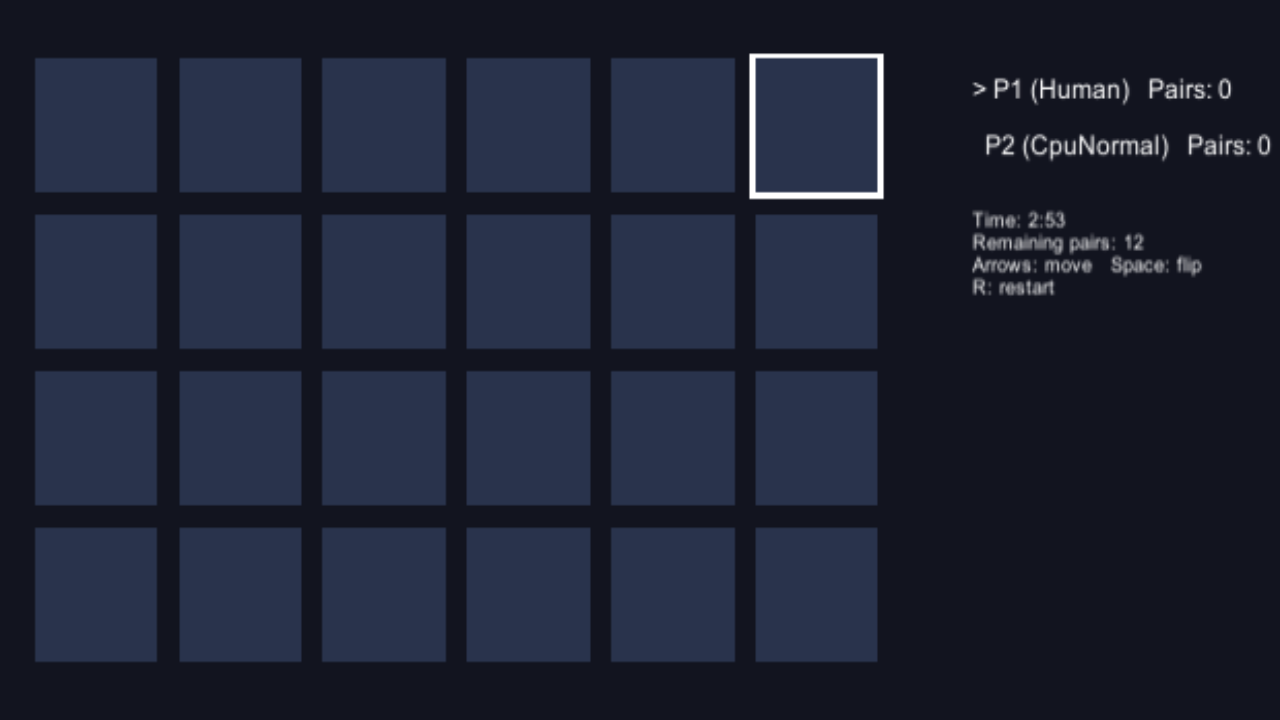 > P1 (Human) Pairs: 0
P2 (CpuNormal) Pairs: 0
Time: 2:53
Remaining pairs: 12
Arrows: move Space: flip
R: restart